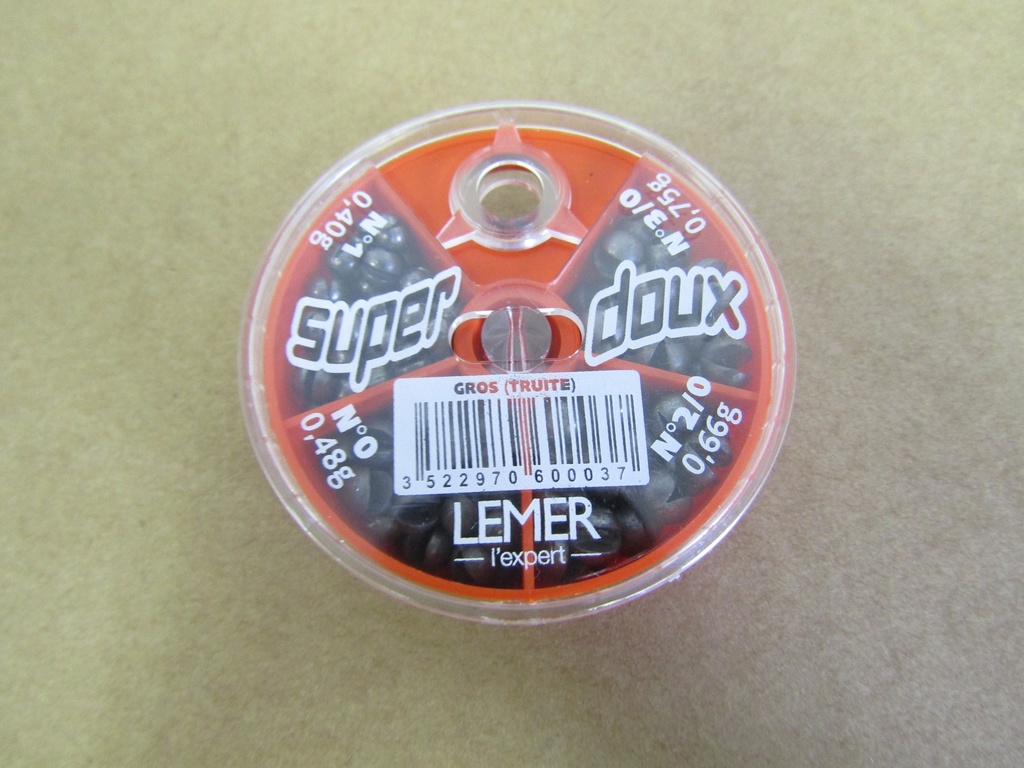 N°1
0,40g
N°3/0
0,75g
super doux
N°0
0,48g
N°2/0
0,66g
GROS (TRUITE)
3 522970 600037
LEMER
l'expert